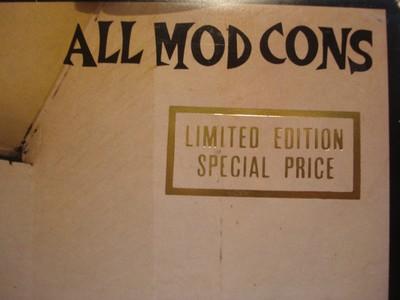 ALL MOD CONS
LIMITED EDITION
SPECIAL PRICE